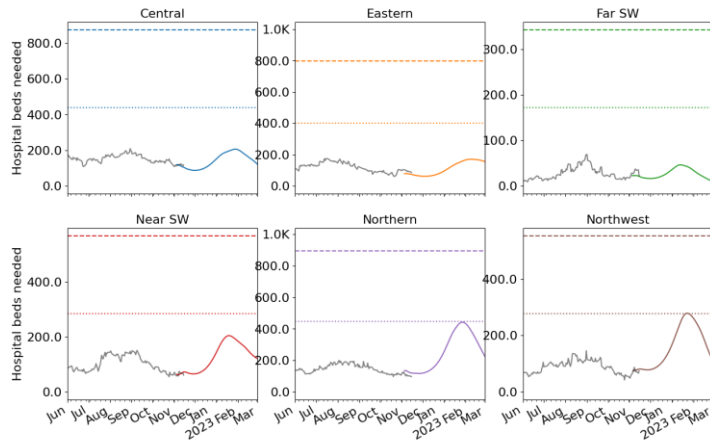 Central
Eastern
Far SW
Hospital beds needed
800.0
600.0
400.0
200.0
0.0
1.0K
800.0
600.0
400.0
200.0
0.0
300.0
200.0
100.0
0.0
Near SW
Northern
Northwest
Hospital beds needed
400.0
200.0
0.0
1.0K
800.0
600.0
400.0
200.0
0.0
400.0
200.0
0.0
Jun Jul Aug Sep Oct Nov Dec Jan 2023 Feb Mar
Jun Jul Aug Sep Oct Nov Dec Jan 2023 Feb Mar
Jun Jul Aug Sep Oct Nov Dec Jan 2023 Feb Mar